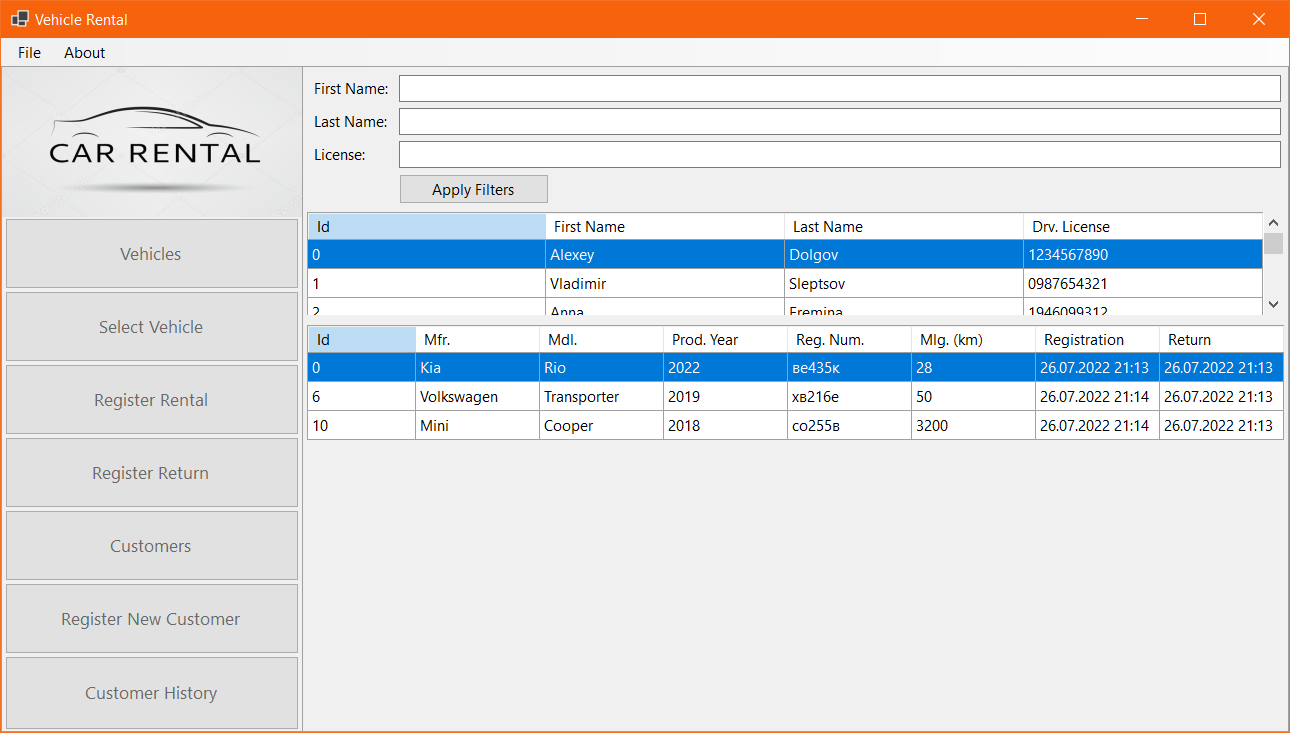 Vehicle Rental
File About
CAR RENTAL
Vehicles
Select Vehicle
Register Rental
Register Return
Customers
Register New Customer
Customer History
First Name:
Last Name:
License:
Apply Filters
Id First Name Last Name Drv. License
0 Alexey Dolgov 1234567890
1 Vladimir Sleptsov 0987654321
2 Anna Eremina 1946099312
Id Mfr. Mdl. Prod. Year Reg. Num. Mlg. (km) Registration Return
0 Kia Rio 2022 ве435к 28 26.07.2022 21:13 26.07.2022 21:13
6 Volkswagen Transporter 2019 хв216е 50 26.07.2022 21:14 26.07.2022 21:13
10 Mini Cooper 2018 со255в 3200 26.07.2022 21:14 26.07.2022 21:13